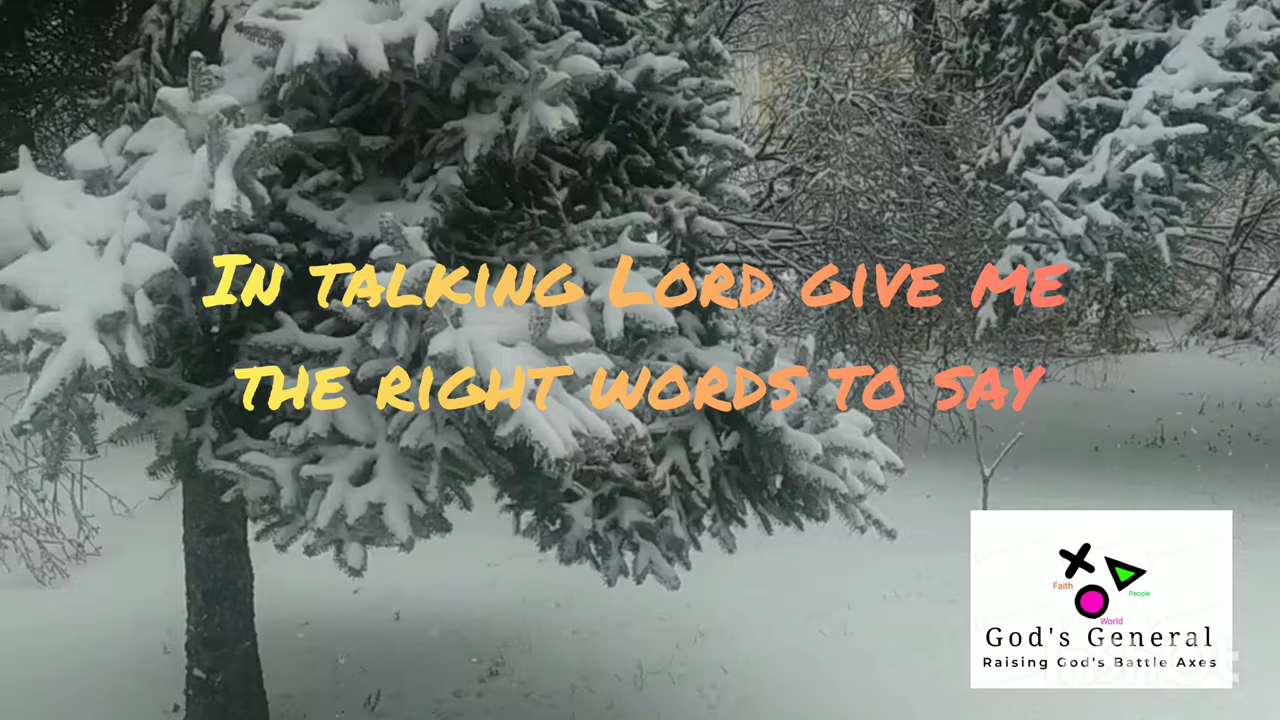 In talking Lord give me
the right words to say
Faith
People
World
God's General
Raising God's Battle Axes